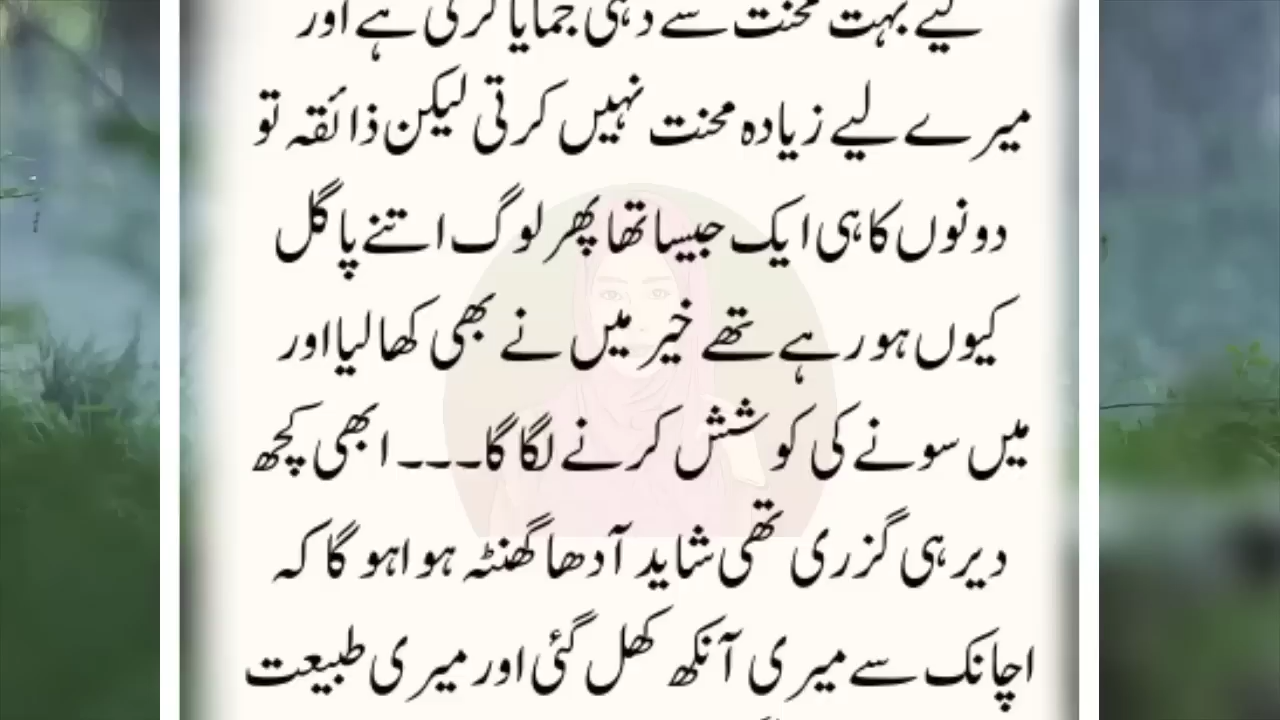 لیے بہت محنت سے دہی جمایا کرتی ہے اور
میرے لیے زیادہ محنت نہیں کرتی لیکن ذائقہ تو
دونوں کا ہی ایک جیسا تھا پھر لوگ اتنے پاگل
کیوں ہو رہے تھے خیر میں نے بھی کھا لیا اور
میں سونے کی کوشش کرنے لگا گا۔۔۔ ابھی کچھ
دیر ہی گزری تھی شاید آدھا گھنٹہ ہوا ہو گا کہ
اچانک سے میری آنکھ کھل گئی اور میری طبیعت